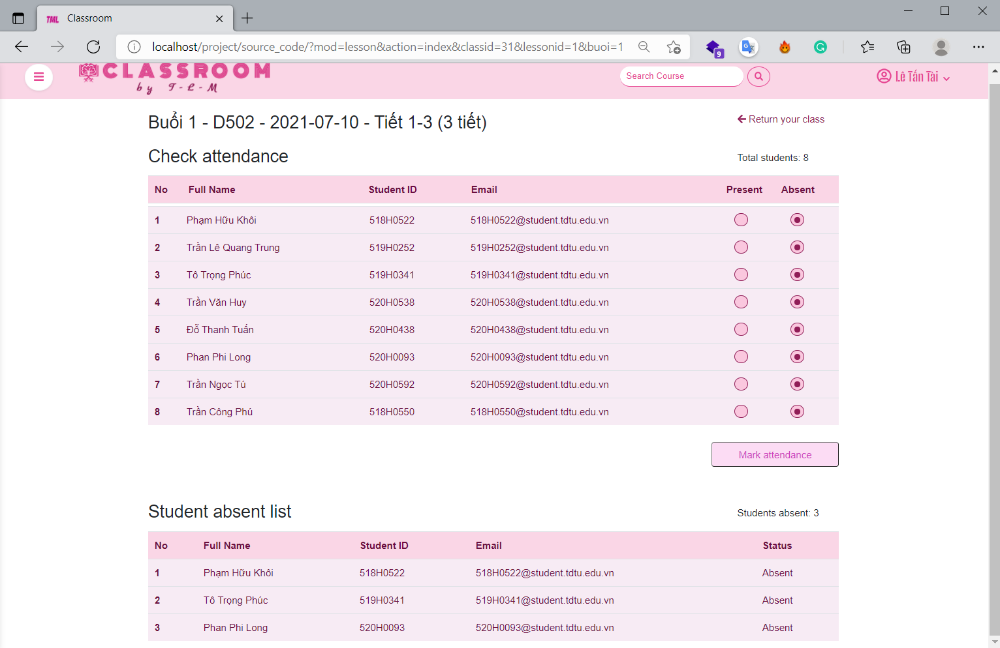 TML Classroom
localhost/project/source_code/?mod=lesson&action=index&classid=31&lessonid=1&buoi=1
9
CLASSROOM
by T-L-M
Search Course
Lê Tấn Tài
Buổi 1 - D502 - 2021-07-10 - Tiết 1-3 (3 tiết)
Return your class
Check attendance
Total students: 8
No Full Name Student ID Email Present Absent
1 Phạm Hữu Khôi 518H0522 518H0522@student.tdtu.edu.vn
2 Trần Lê Quang Trung 519H0252 519H0252@student.tdtu.edu.vn
3 Tô Trọng Phúc 519H0341 519H0341@student.tdtu.edu.vn
4 Trần Văn Huy 520H0538 520H0538@student.tdtu.edu.vn
5 Đỗ Thanh Tuấn 520H0438 520H0438@student.tdtu.edu.vn
6 Phan Phi Long 520H0093 520H0093@student.tdtu.edu.vn
7 Trần Ngọc Tú 520H0592 520H0592@student.tdtu.edu.vn
8 Trần Công Phú 518H0550 518H0550@student.tdtu.edu.vn
Mark attendance
Student absent list
Students absent: 3
No Full Name Student ID Email Status
1 Phạm Hữu Khôi 518H0522 518H0522@student.tdtu.edu.vn Absent
2 Tô Trọng Phúc 519H0341 519H0341@student.tdtu.edu.vn Absent
3 Phan Phi Long 520H0093 520H0093@student.tdtu.edu.vn Absent